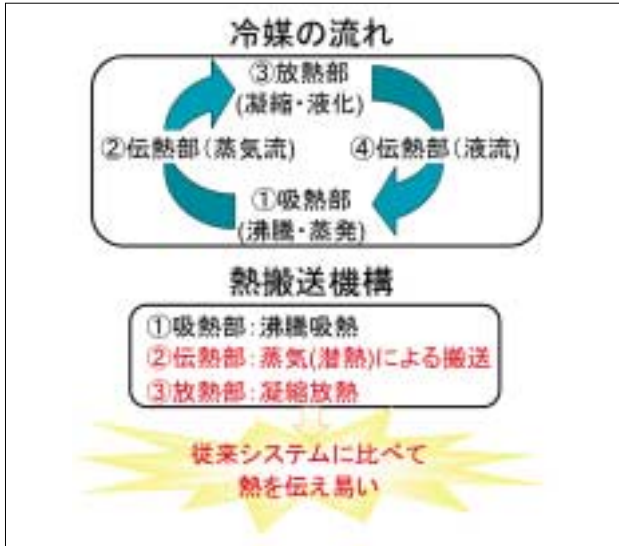 冷媒の流れ
③放熱部
(凝縮・液化)
②伝熱部(蒸気流)
④伝熱部(液流)
①吸熱部
(沸騰・蒸発)
熱搬送機構
①吸熱部:沸騰吸熱
②伝熱部:蒸気(潜熱)による搬送
③放熱部:凝縮放熱
従来システムに比べて
熱を伝え易い